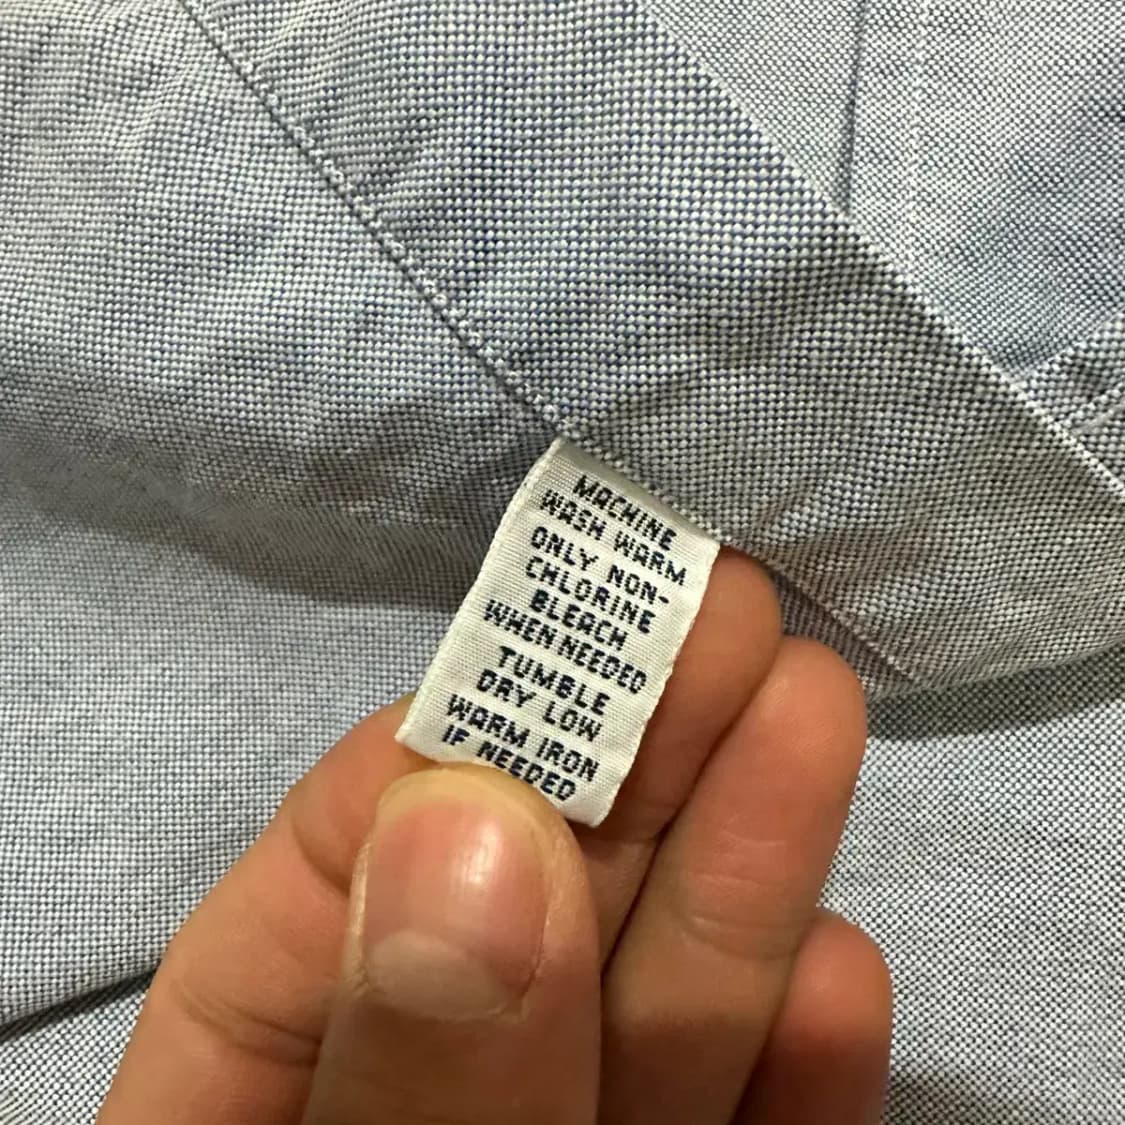 MACHINE
WASH WARM
ONLY NON-
CHLORINE
BLEACH
WHEN NEEDED
TUMBLE
DRY LOW
WARM IRON
IF NEEDED